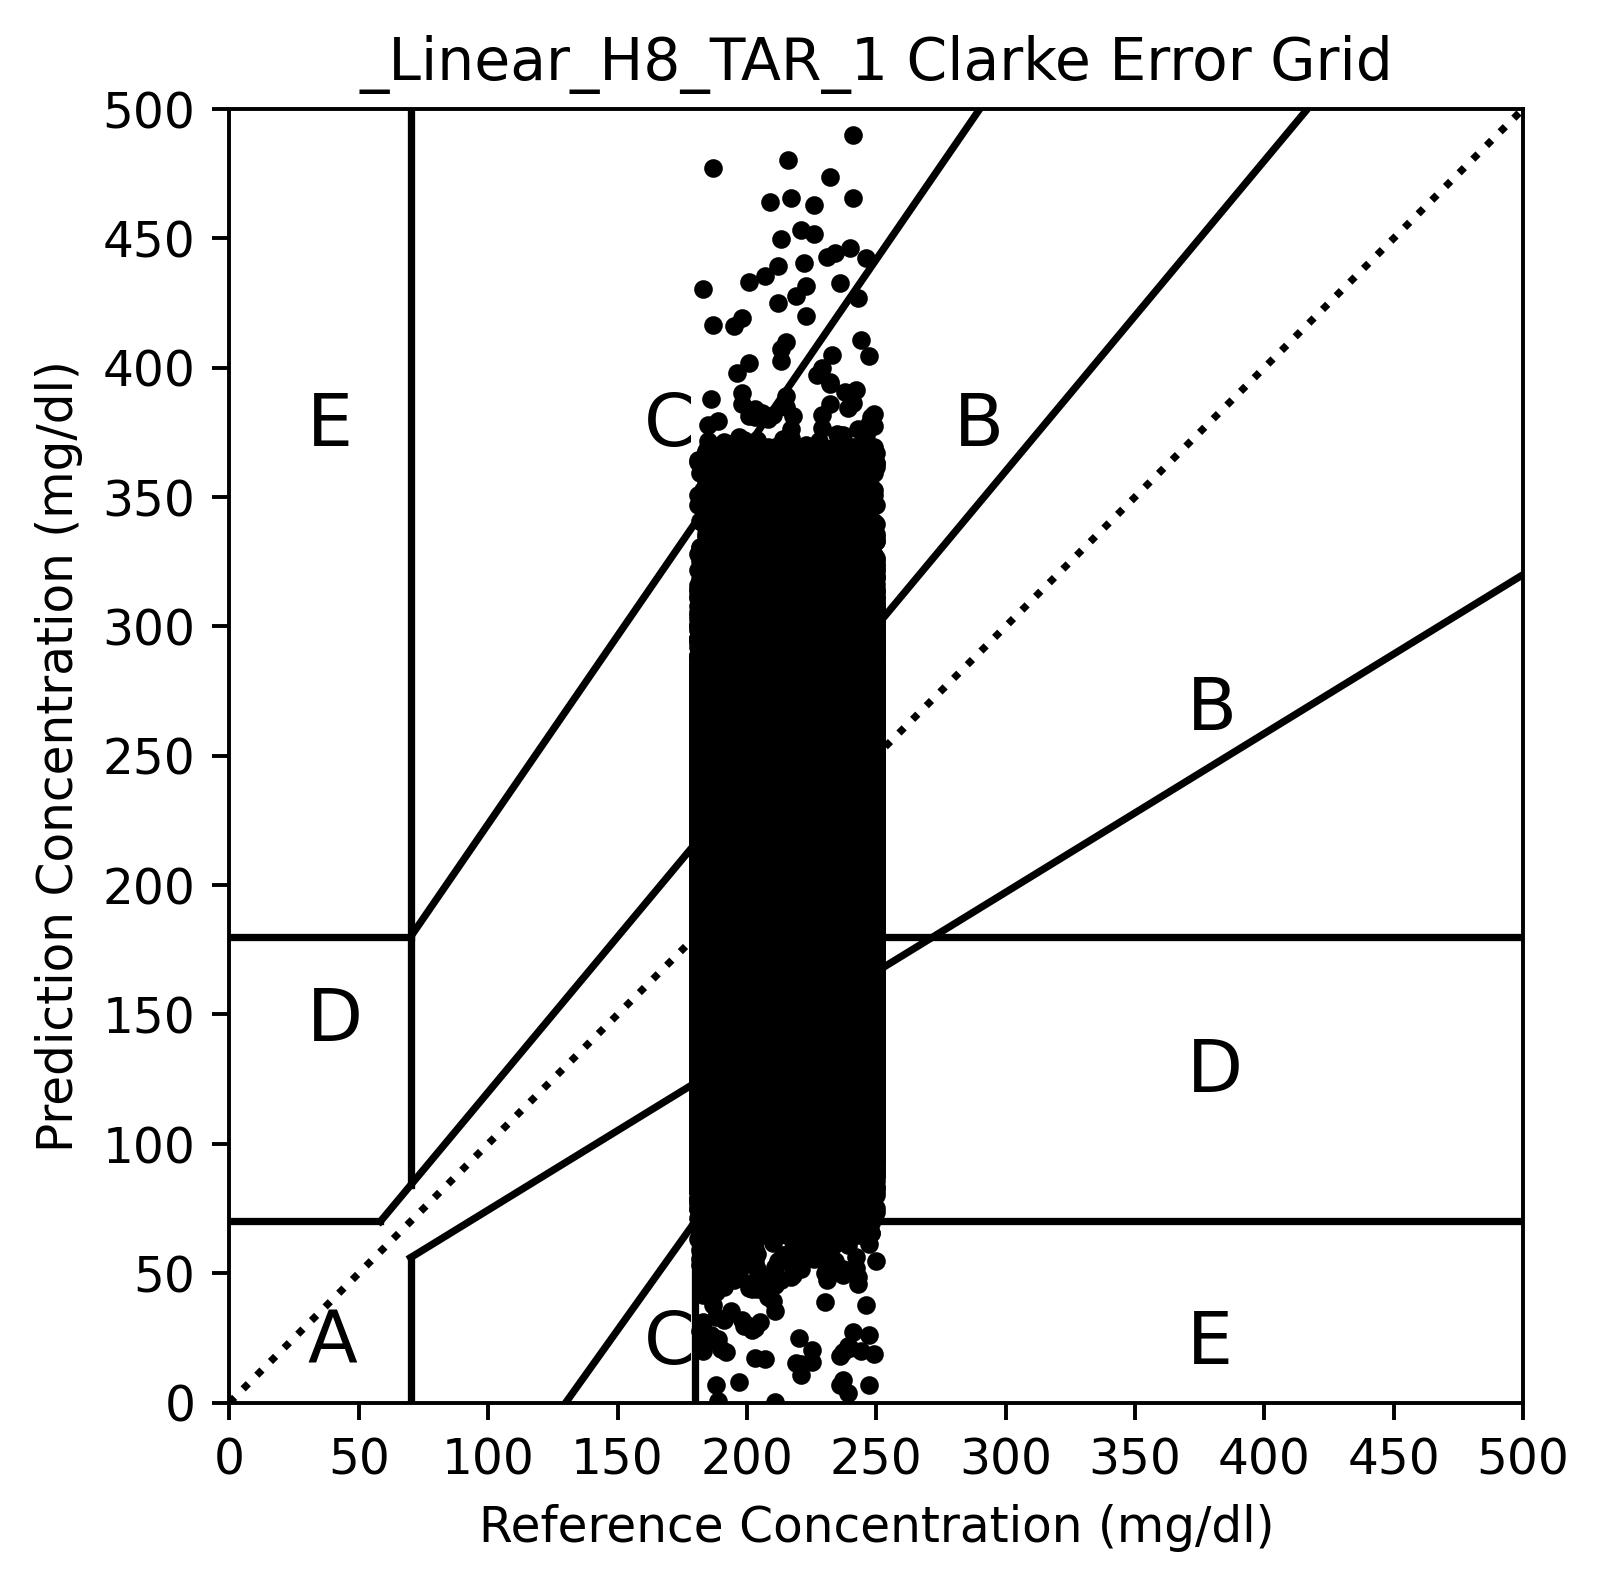 _Linear_H8_TAR_1 Clarke Error Grid
Prediction Concentration (mg/dl)
500
450
400
350
300
250
200
150
100
50
0
E
C
B
B
D
D
A
C
E
0 50 100 150 200 250 300 350 400 450 500
Reference Concentration (mg/dl)